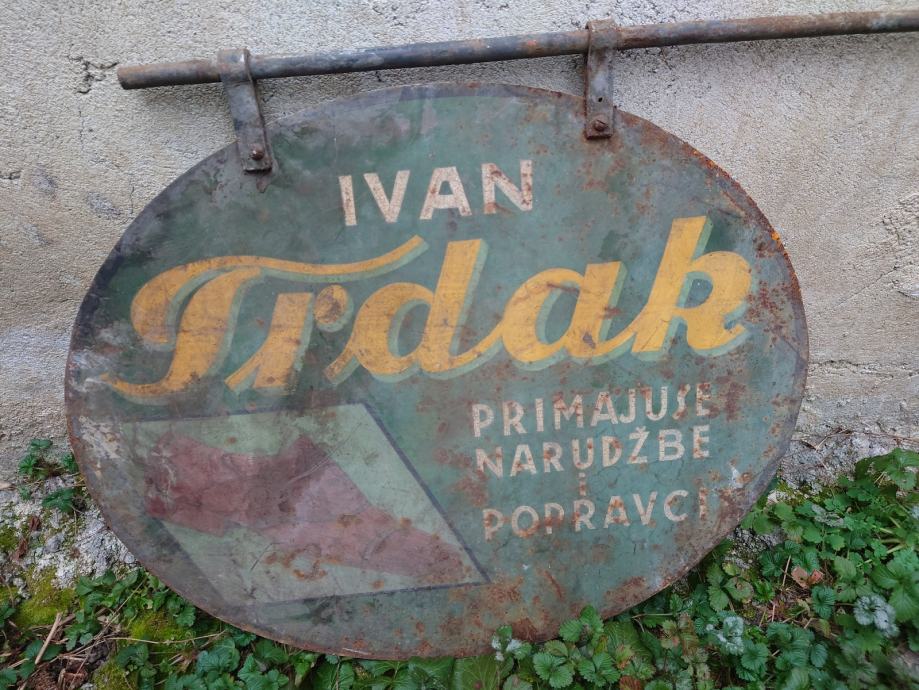 IVAN
Trdak
PRIMAJU SE
NARUDŽBE
I
POPRAVCI